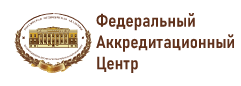 Федеральный
Аккредитационный
Центр